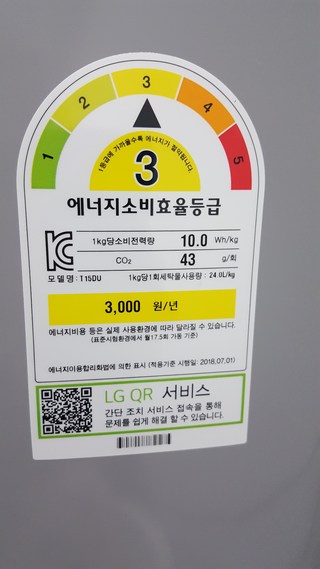 1 2 3 4 5
1등급에 가까울수록 에너지가 절약됩니다.
3
에너지소비효율등급
1kg당소비전력량 10.0 Wh/kg
CO₂ 43 g/회
모델명 : T15DU 1kg당1회세탁물사용량 : 24.0L/kg
3,000 원/년
에너지비용 등은 실제 사용환경에 따라 달라질 수 있습니다.
(표준시험환경에서 월17.5회 가동 기준)
에너지이용합리화법에 의한 표시 (적용기준 시행일: 2018.07.01)
LG QR 서비스
간단 조치 서비스 접속을 통해
문제를 쉽게 해결 할 수 있습니다.